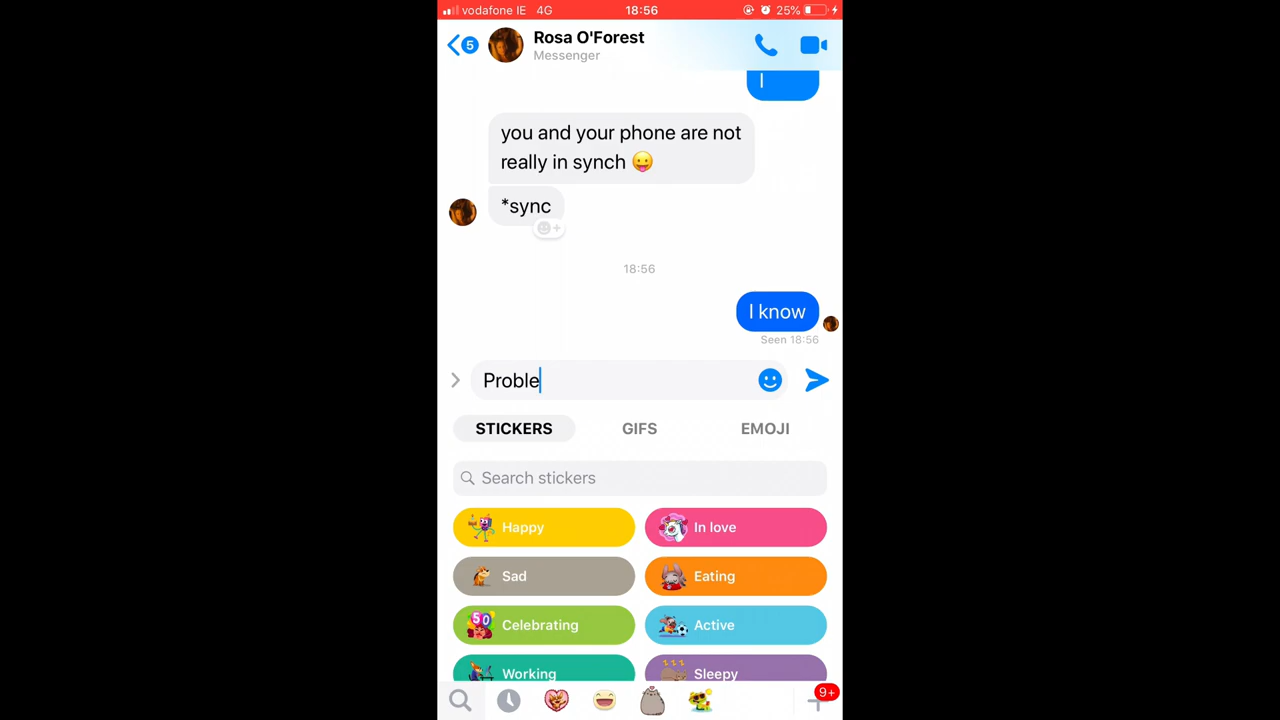 vodafone IE 4G 18:56 25%
5 Rosa O'Forest
Messenger
I
you and your phone are not
really in synch 😛
*sync
18:56
I know
Seen 18:56
Proble
STICKERS GIFS EMOJI
Search stickers
Happy In love
Sad Eating
50 Celebrating Active
Working zzz Sleepy
9+